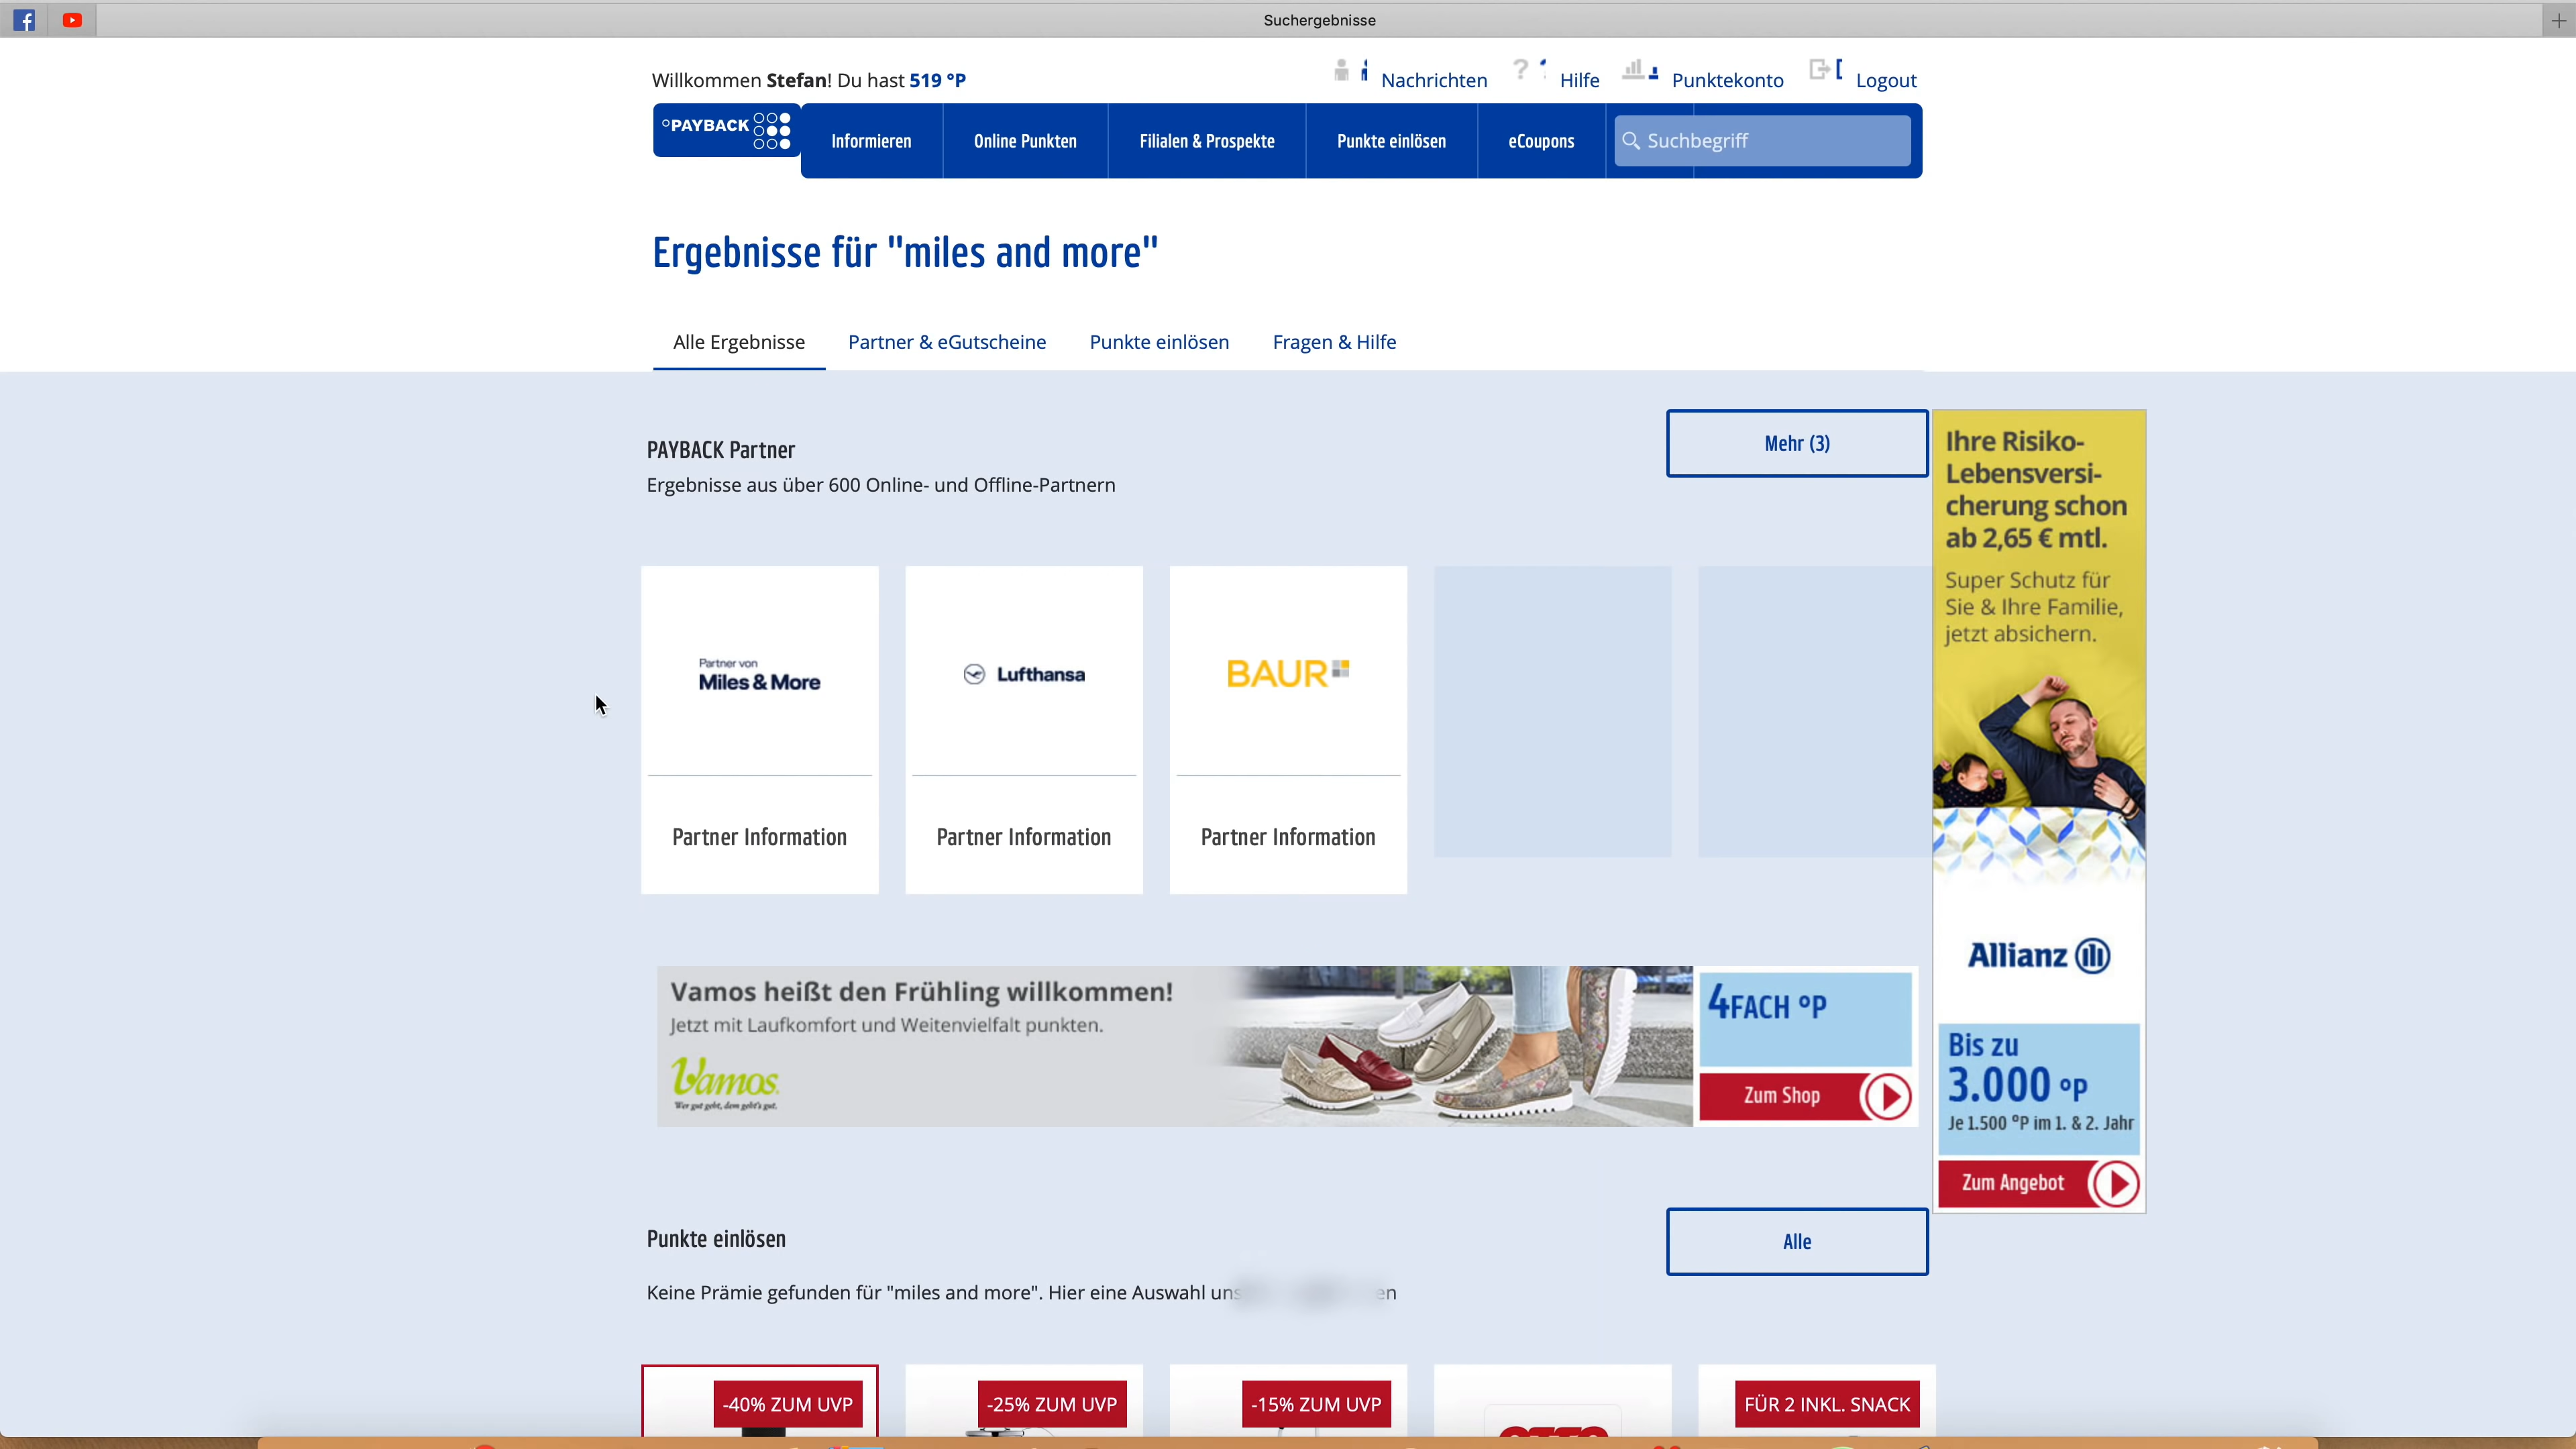 Suchergebnisse
Willkommen Stefan! Du hast 519 °P
Nachrichten
Hilfe
Punktekonto
Logout
°PAYBACK
Informieren
Online Punkten
Filialen & Prospekte
Punkte einlösen
eCoupons
Suchbegriff
Ergebnisse für "miles and more"
Alle Ergebnisse
Partner & eGutscheine
Punkte einlösen
Fragen & Hilfe
PAYBACK Partner
Ergebnisse aus über 600 Online- und Offline-Partnern
Mehr (3)
Partner von
Miles & More
Partner Information
Lufthansa
Partner Information
BAUR
Partner Information
Ihre Risiko-
Lebensversi-
cherung schon
ab 2,65 € mtl.
Super Schutz für
Sie & Ihre Familie,
jetzt absichern.
Allianz
Bis zu
3.000 °P
Je 1.500 °P im 1. & 2. Jahr
Zum Angebot
Vamos heißt den Frühling willkommen!
Jetzt mit Laufkomfort und Weitenvielfalt punkten.
Vamos
Wer gut geht, dem geht's gut.
4FACH °P
Zum Shop
Punkte einlösen
Alle
Keine Prämie gefunden für "miles and more". Hier eine Auswahl
-40% ZUM UVP
-25% ZUM UVP
-15% ZUM UVP
FÜR 2 INKL. SNACK